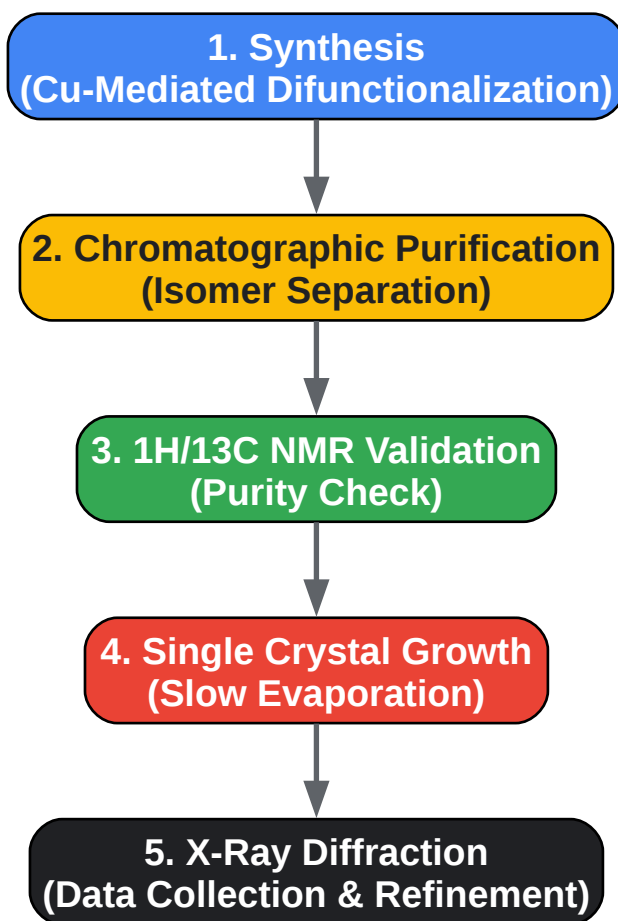 1. Synthesis
(Cu-Mediated Difunctionalization)
2. Chromatographic Purification
(Isomer Separation)
3. 1H/13C NMR Validation
(Purity Check)
4. Single Crystal Growth
(Slow Evaporation)
5. X-Ray Diffraction
(Data Collection & Refinement)